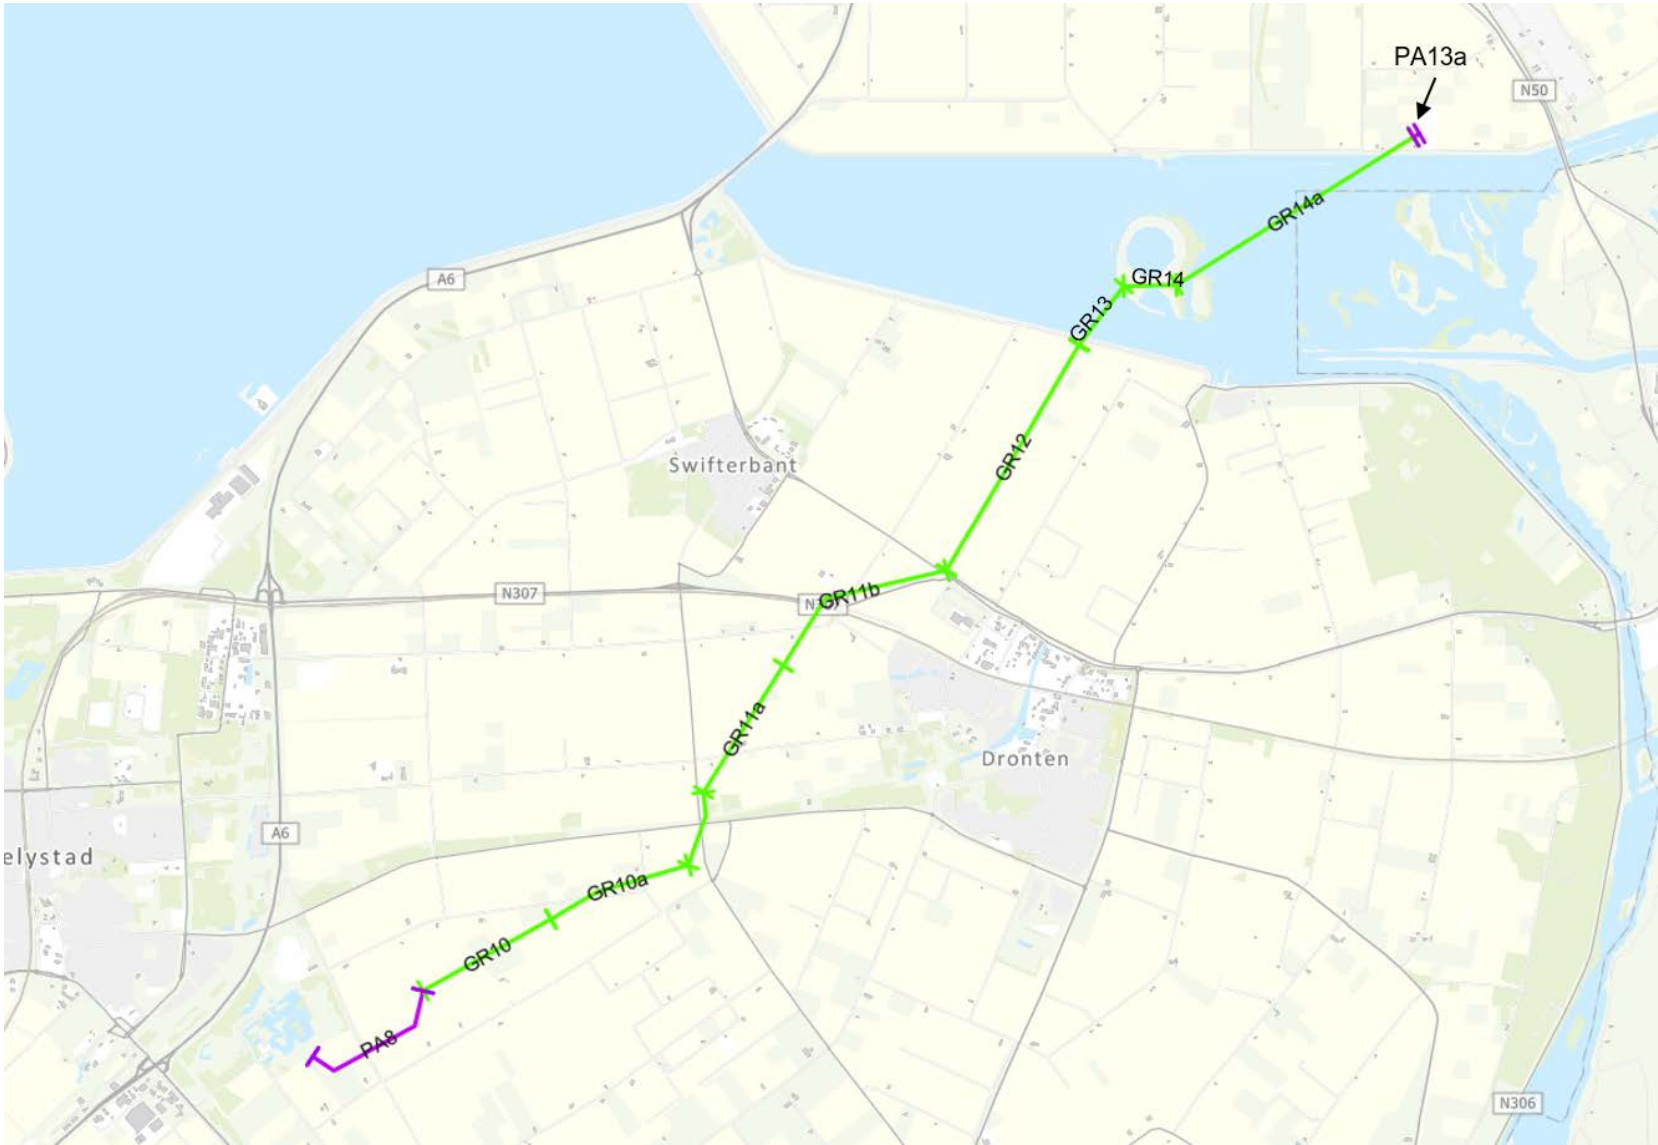 PA13a
N50
GR14a
A6
GR14
GR13
Swifterbant
GR12
N307
GR11b
GR11a
Dronten
A6
elystad
GR10a
GR10
PA8
N306